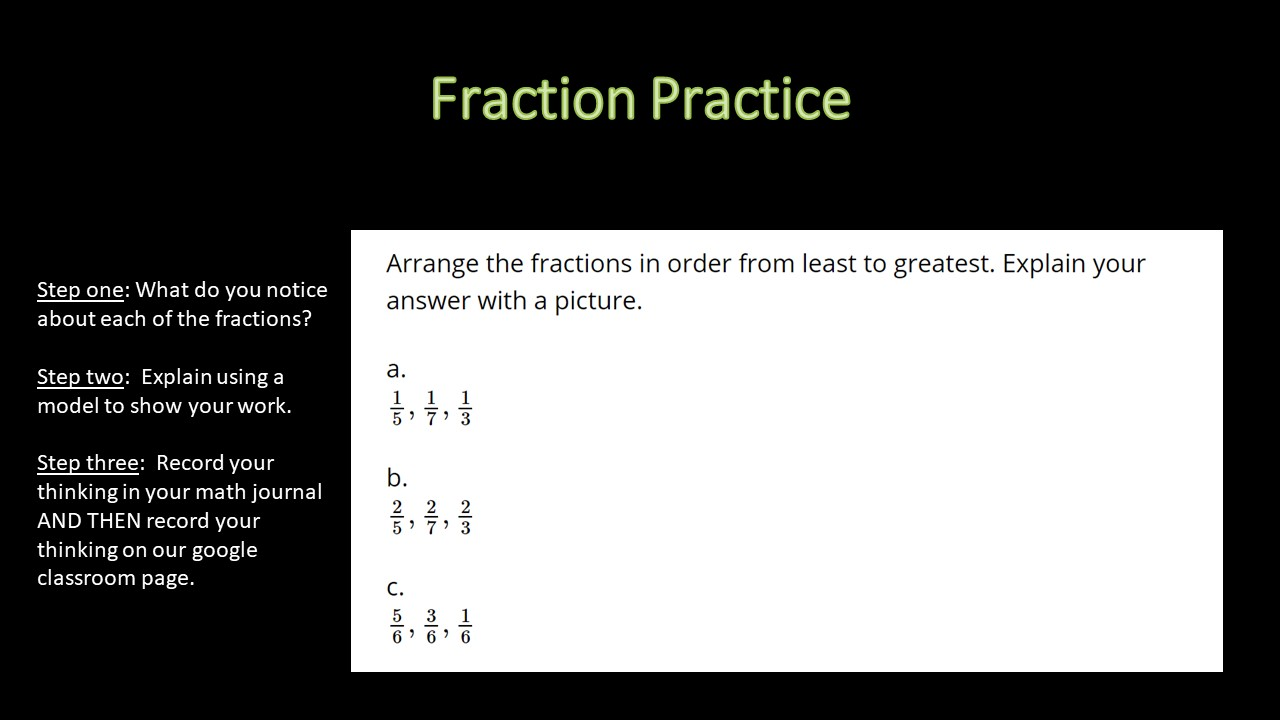 Fraction Practice
Step one: What do you notice
about each of the fractions?
Step two:  Explain using a
model to show your work.
Step three:  Record your
thinking in your math journal
AND THEN record your
thinking on our google
classroom page.
Arrange the fractions in order from least to greatest. Explain your
answer with a picture.
a.
1/5, 1/7, 1/3
b.
2/5, 2/7, 2/3
c.
5/6, 3/6, 1/6